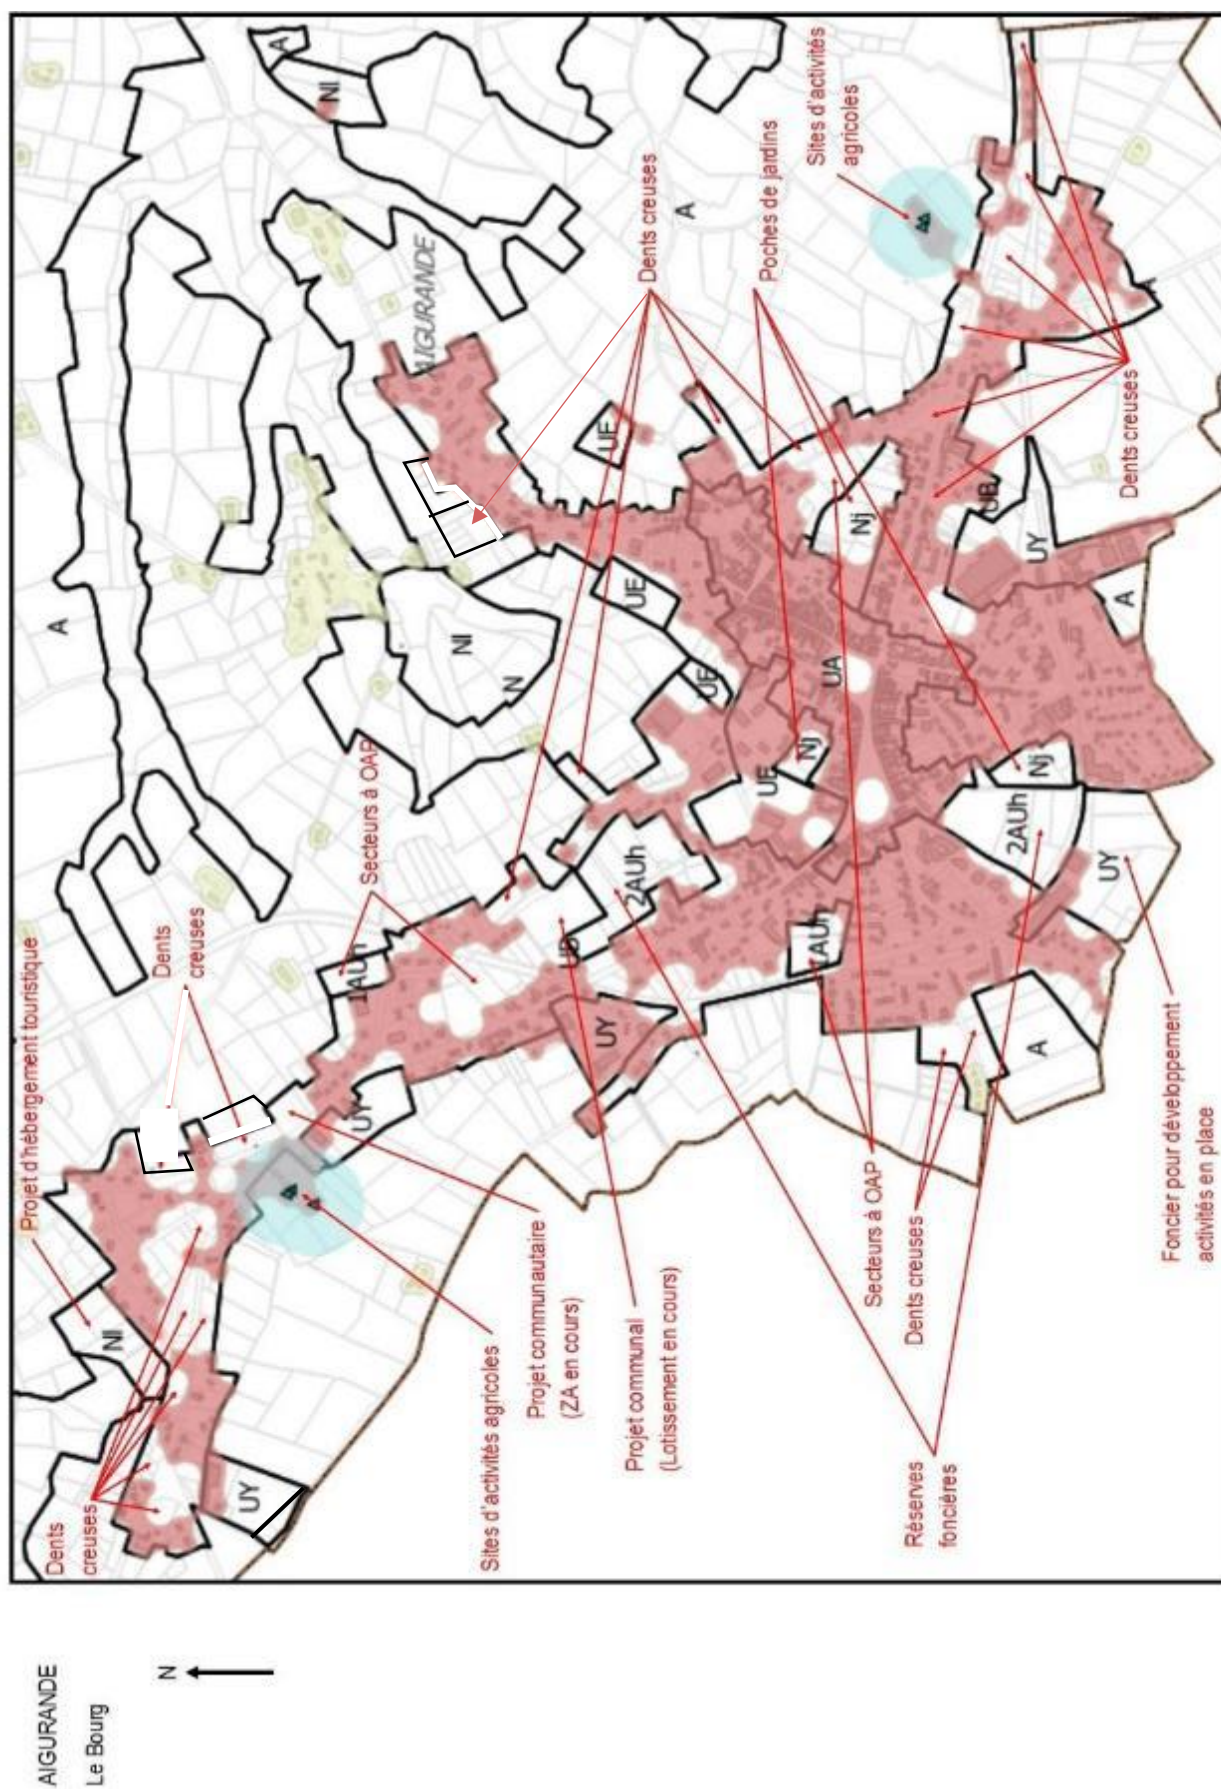 AIGURANDE
Le Bourg
N
Projet d'hébergement touristique
Dents
creuses
A
A
NI
NI
Dents
creuses
AIGURANDE
Secteurs à OAP
1AUh
UY
UY
NI
N
Sites d'activités agricoles
Projet communautaire
(ZA en cours)
Projet communal
(Lotissement en cours)
UY
UB
2AUh
UE
UE
UE
UE
Dents creuses
A
Poches de jardins
Sites d'activités
agricoles
Nj
UA
Nj
1AUh
Secteurs à OAP
Dents creuses
Réserves
foncières
A
2AUh
Nj
UB
UY
A
UY
A
Dents creuses
Foncier pour développement
activités en place